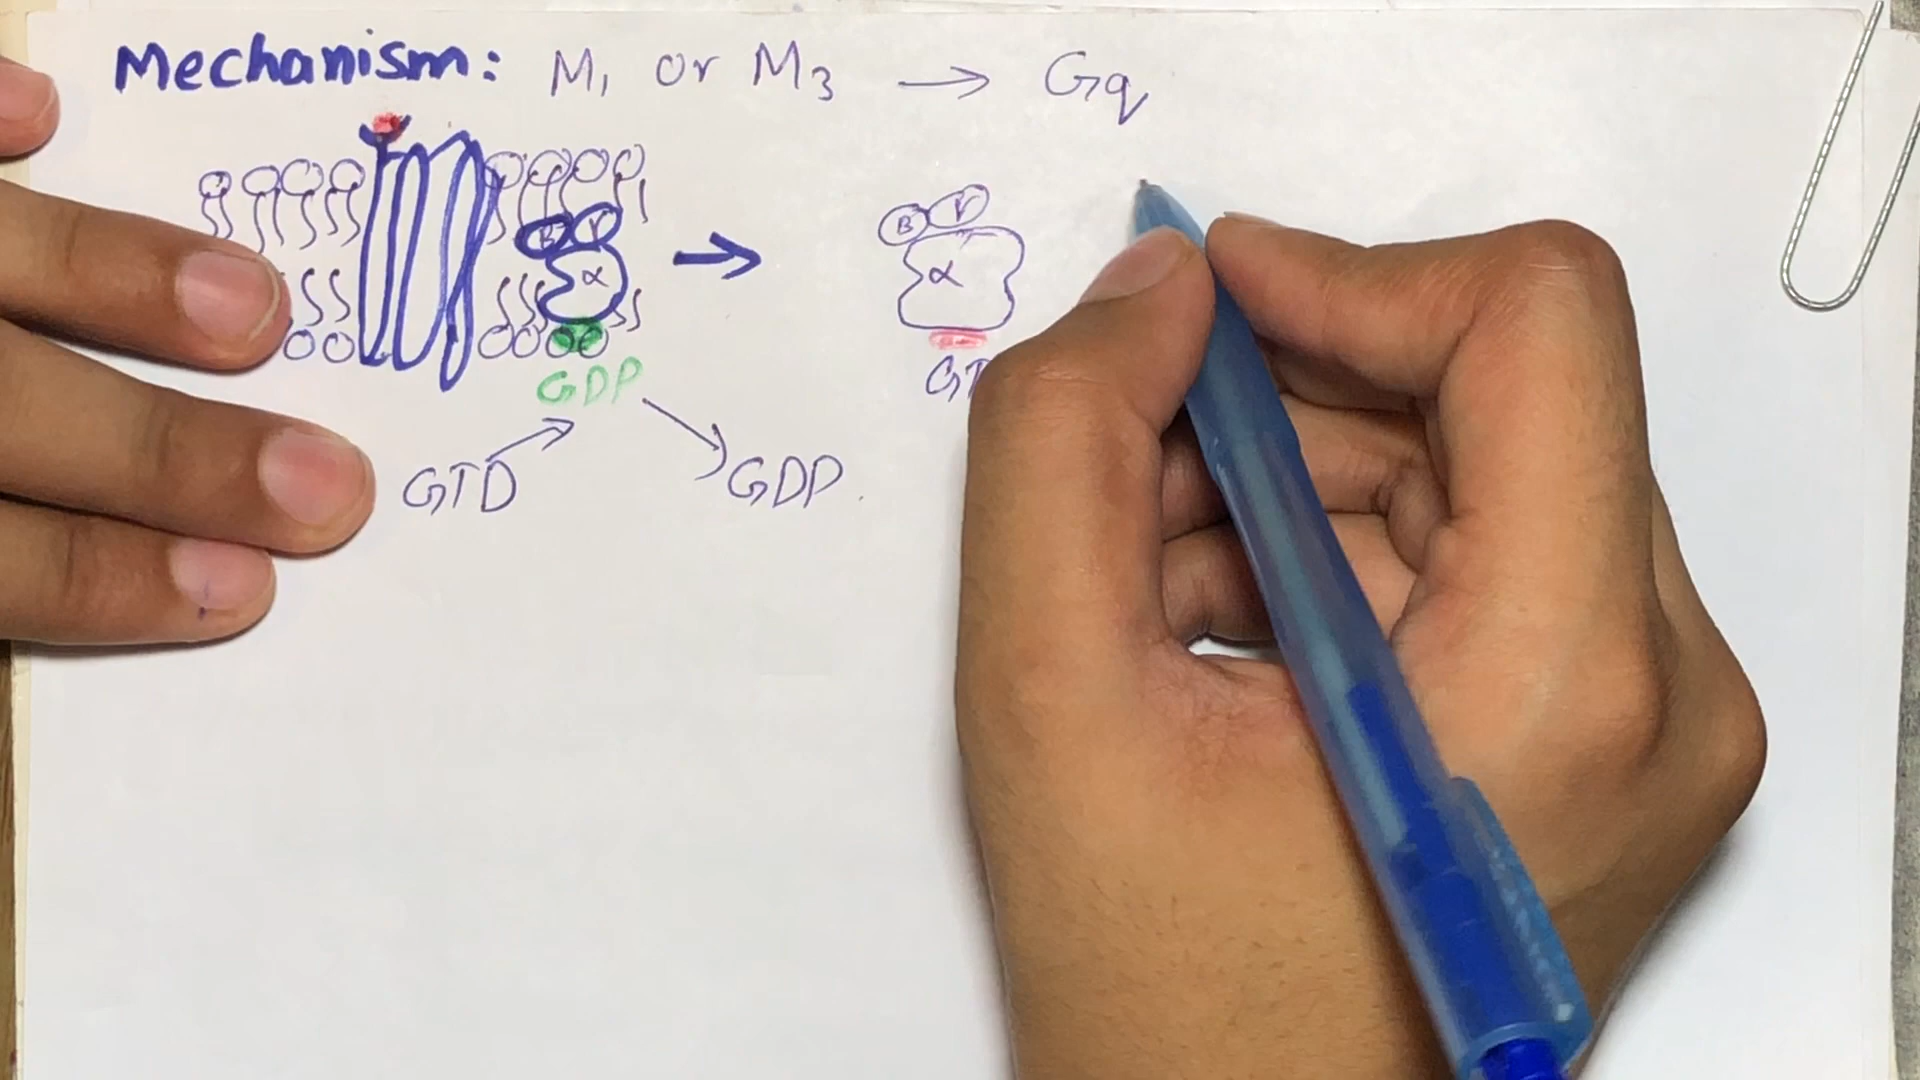 Mechanism: M1 or M3 → Gq
B γ
α
GDP
GTD
GDP.
B γ
α